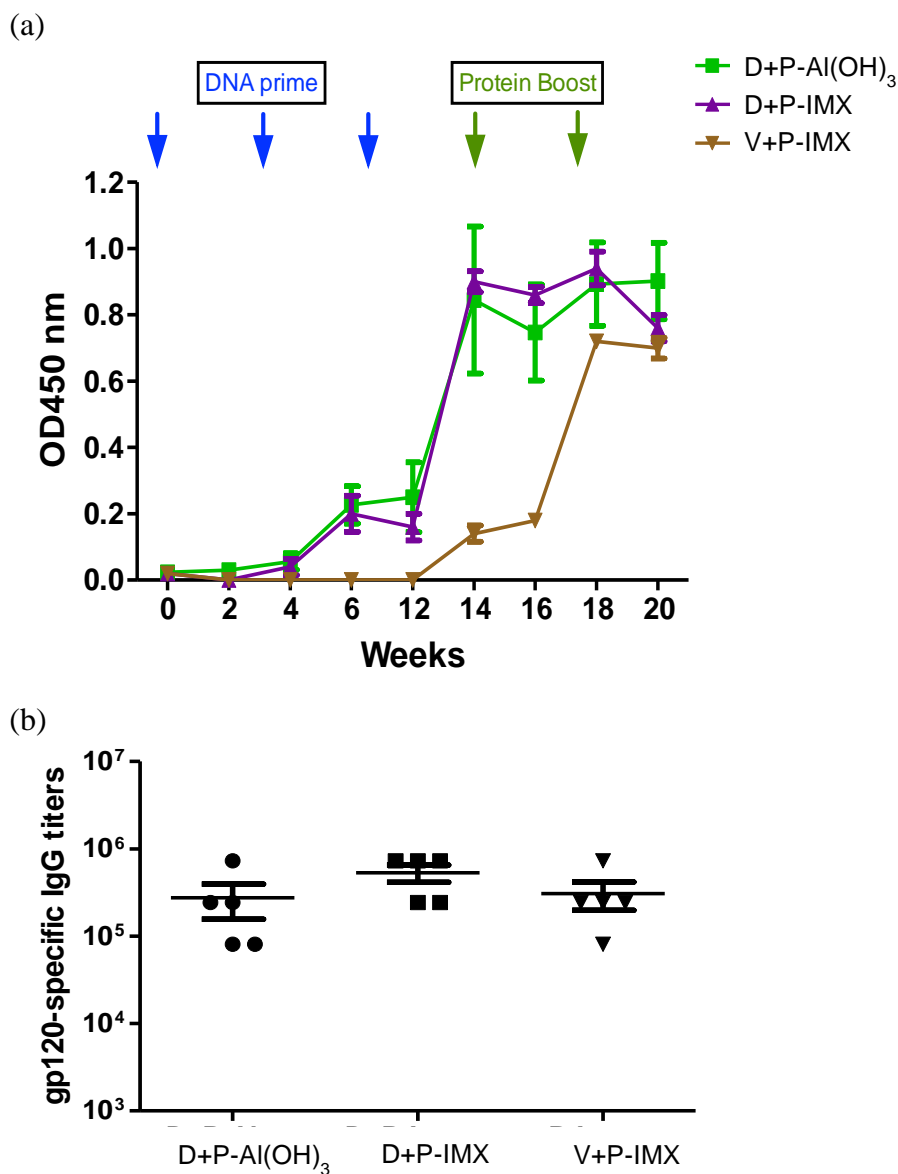 (a)
DNA prime
Protein Boost
D+P-Al(OH)3
D+P-IMX
V+P-IMX
1.2
1.0
0.8
0.6
0.4
0.2
0.0
OD450 nm
0 2 4 6 12 14 16 18 20
Weeks
(b)
10^7
10^6
10^5
10^4
10^3
gp120-specific IgG titers
D+P-Al(OH)3 D+P-IMX V+P-IMX